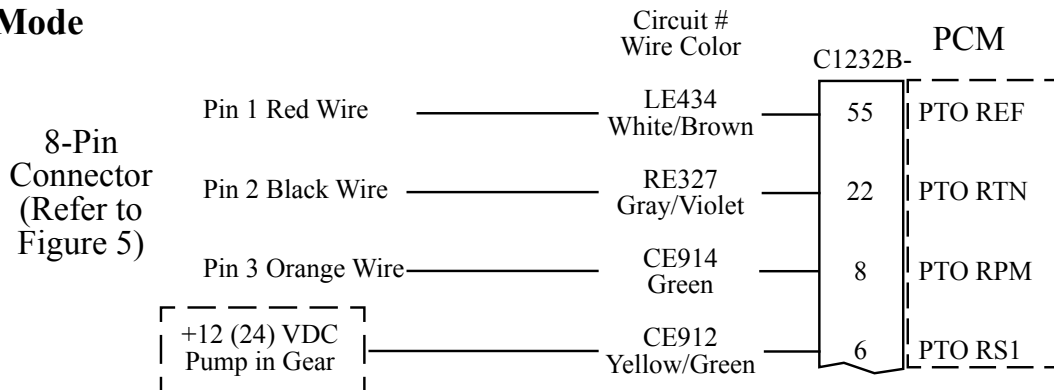 Mode
Circuit #
Wire Color
C1232B-
PCM
8-Pin
Connector
(Refer to
Figure 5)
Pin 1 Red Wire
LE434
White/Brown
55
PTO REF
Pin 2 Black Wire
RE327
Gray/Violet
22
PTO RTN
Pin 3 Orange Wire
CE914
Green
8
PTO RPM
+12 (24) VDC
Pump in Gear
CE912
Yellow/Green
6
PTO RS1